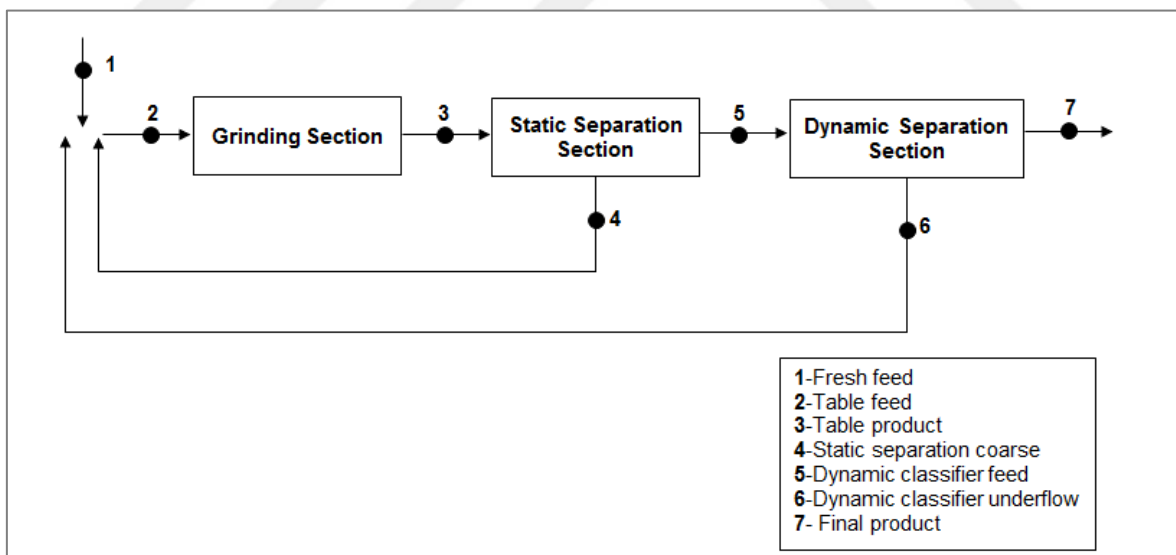 1
2
Grinding Section
3
Static Separation
Section
5
Dynamic Separation
Section
7
4
6
1-Fresh feed
2-Table feed
3-Table product
4-Static separation coarse
5-Dynamic classifier feed
6-Dynamic classifier underflow
7- Final product